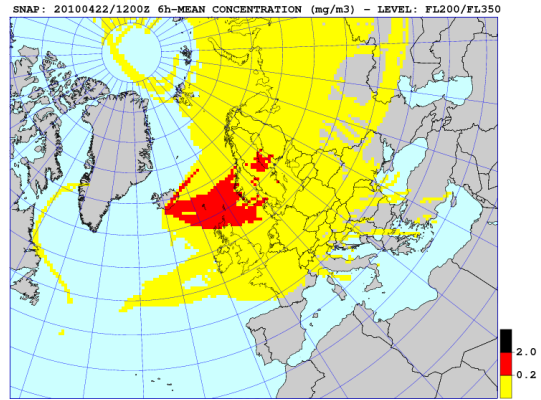 SNAP: 20100422/1200Z 6h-MEAN CONCENTRATION (mg/m3) - LEVEL: FL200/FL350
2.0
0.2